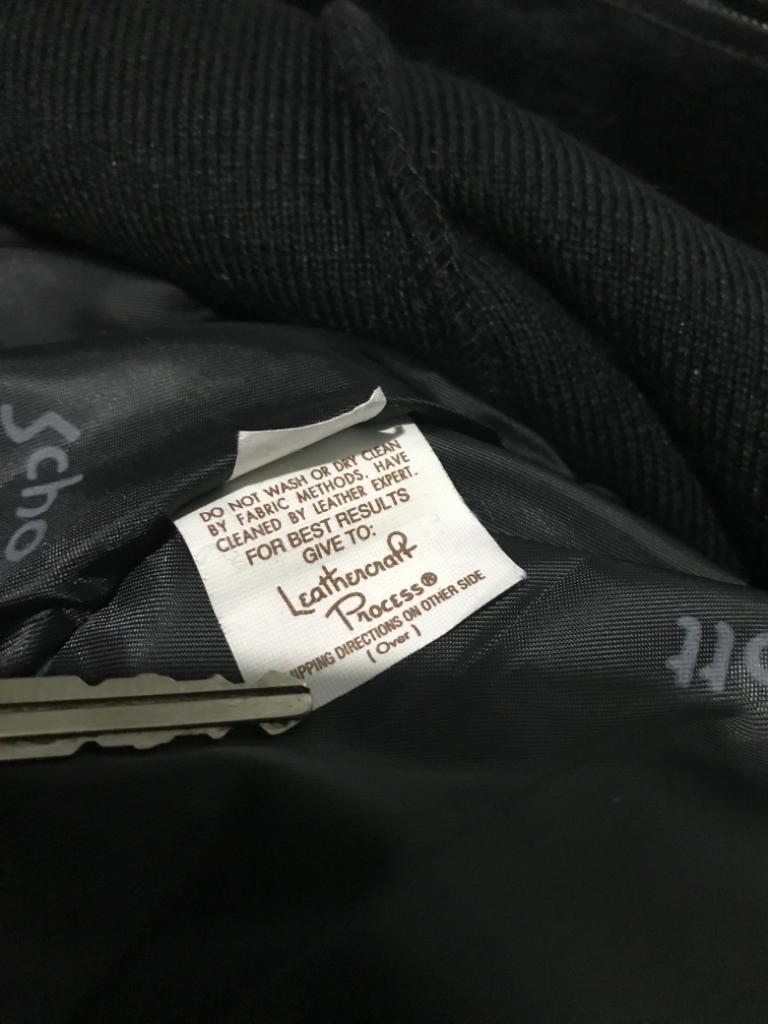 DO NOT WASH OR DRY CLEAN
BY FABRIC METHODS. HAVE
CLEANED BY LEATHER EXPERT.
FOR BEST RESULTS
GIVE TO:
Leathercraft
Process®
IPPING DIRECTIONS ON OTHER SIDE
(Over)
Scho
ott